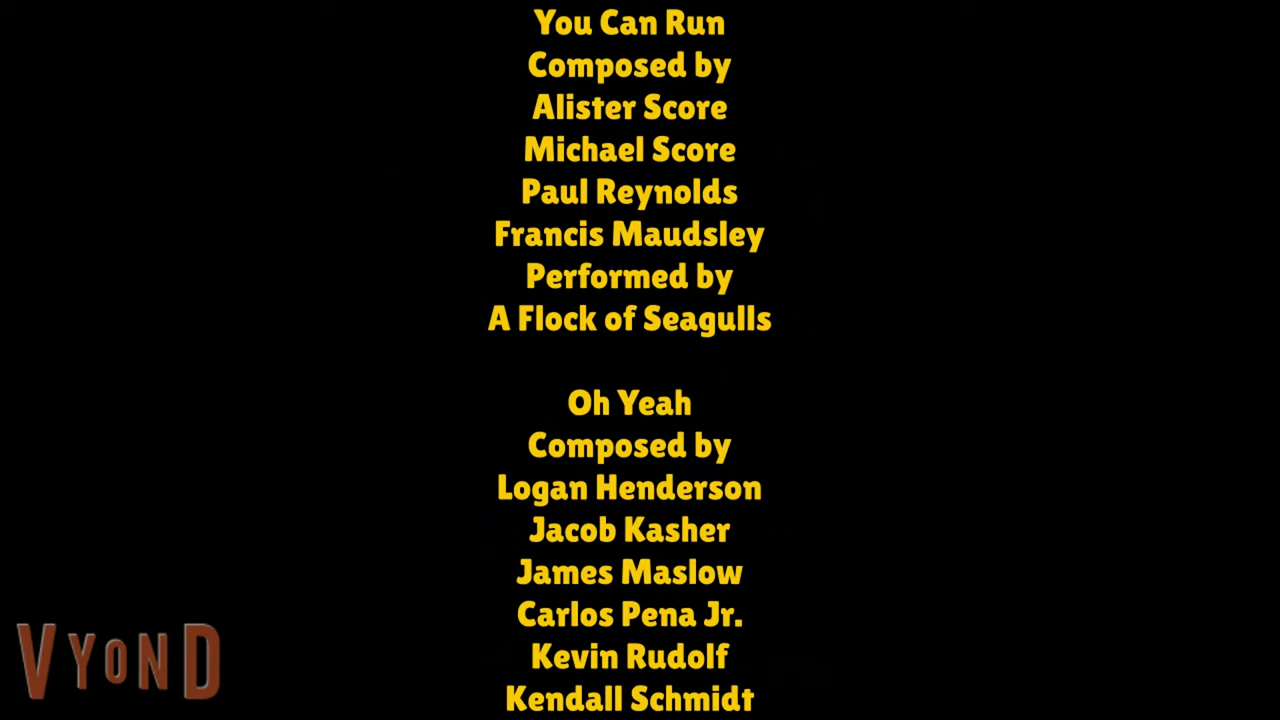 You Can Run
Composed by
Alister Score
Michael Score
Paul Reynolds
Francis Maudsley
Performed by
A Flock of Seagulls
Oh Yeah
Composed by
Logan Henderson
Jacob Kasher
James Maslow
Carlos Pena Jr.
Kevin Rudolf
Kendall Schmidt
VYOND